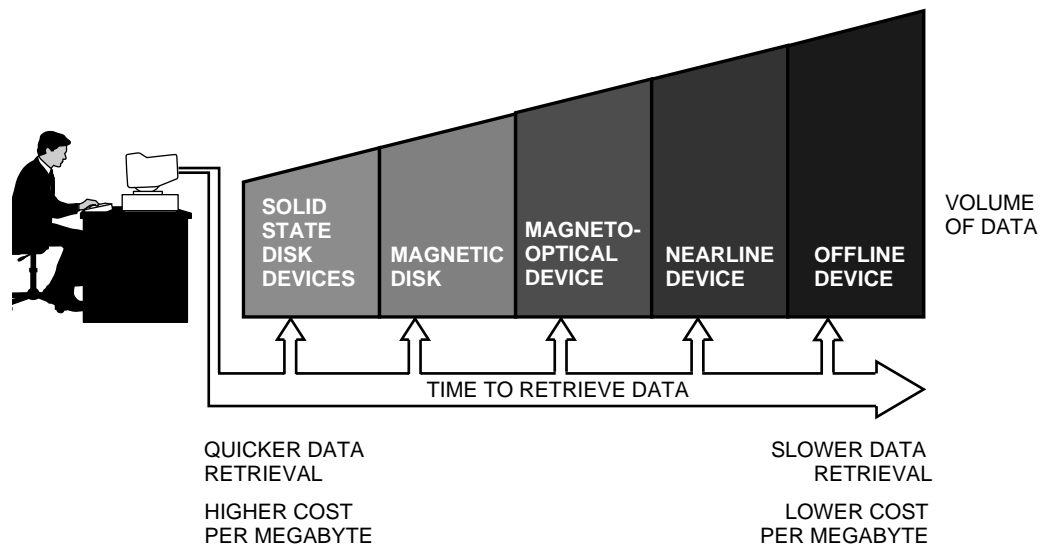 SOLID
STATE
DISK
DEVICES
MAGNETIC
DISK
MAGNETO-
OPTICAL
DEVICE
NEARLINE
DEVICE
OFFLINE
DEVICE
VOLUME
OF DATA
TIME TO RETRIEVE DATA
QUICKER DATA
RETRIEVAL
HIGHER COST
PER MEGABYTE
SLOWER DATA
RETRIEVAL
LOWER COST
PER MEGABYTE